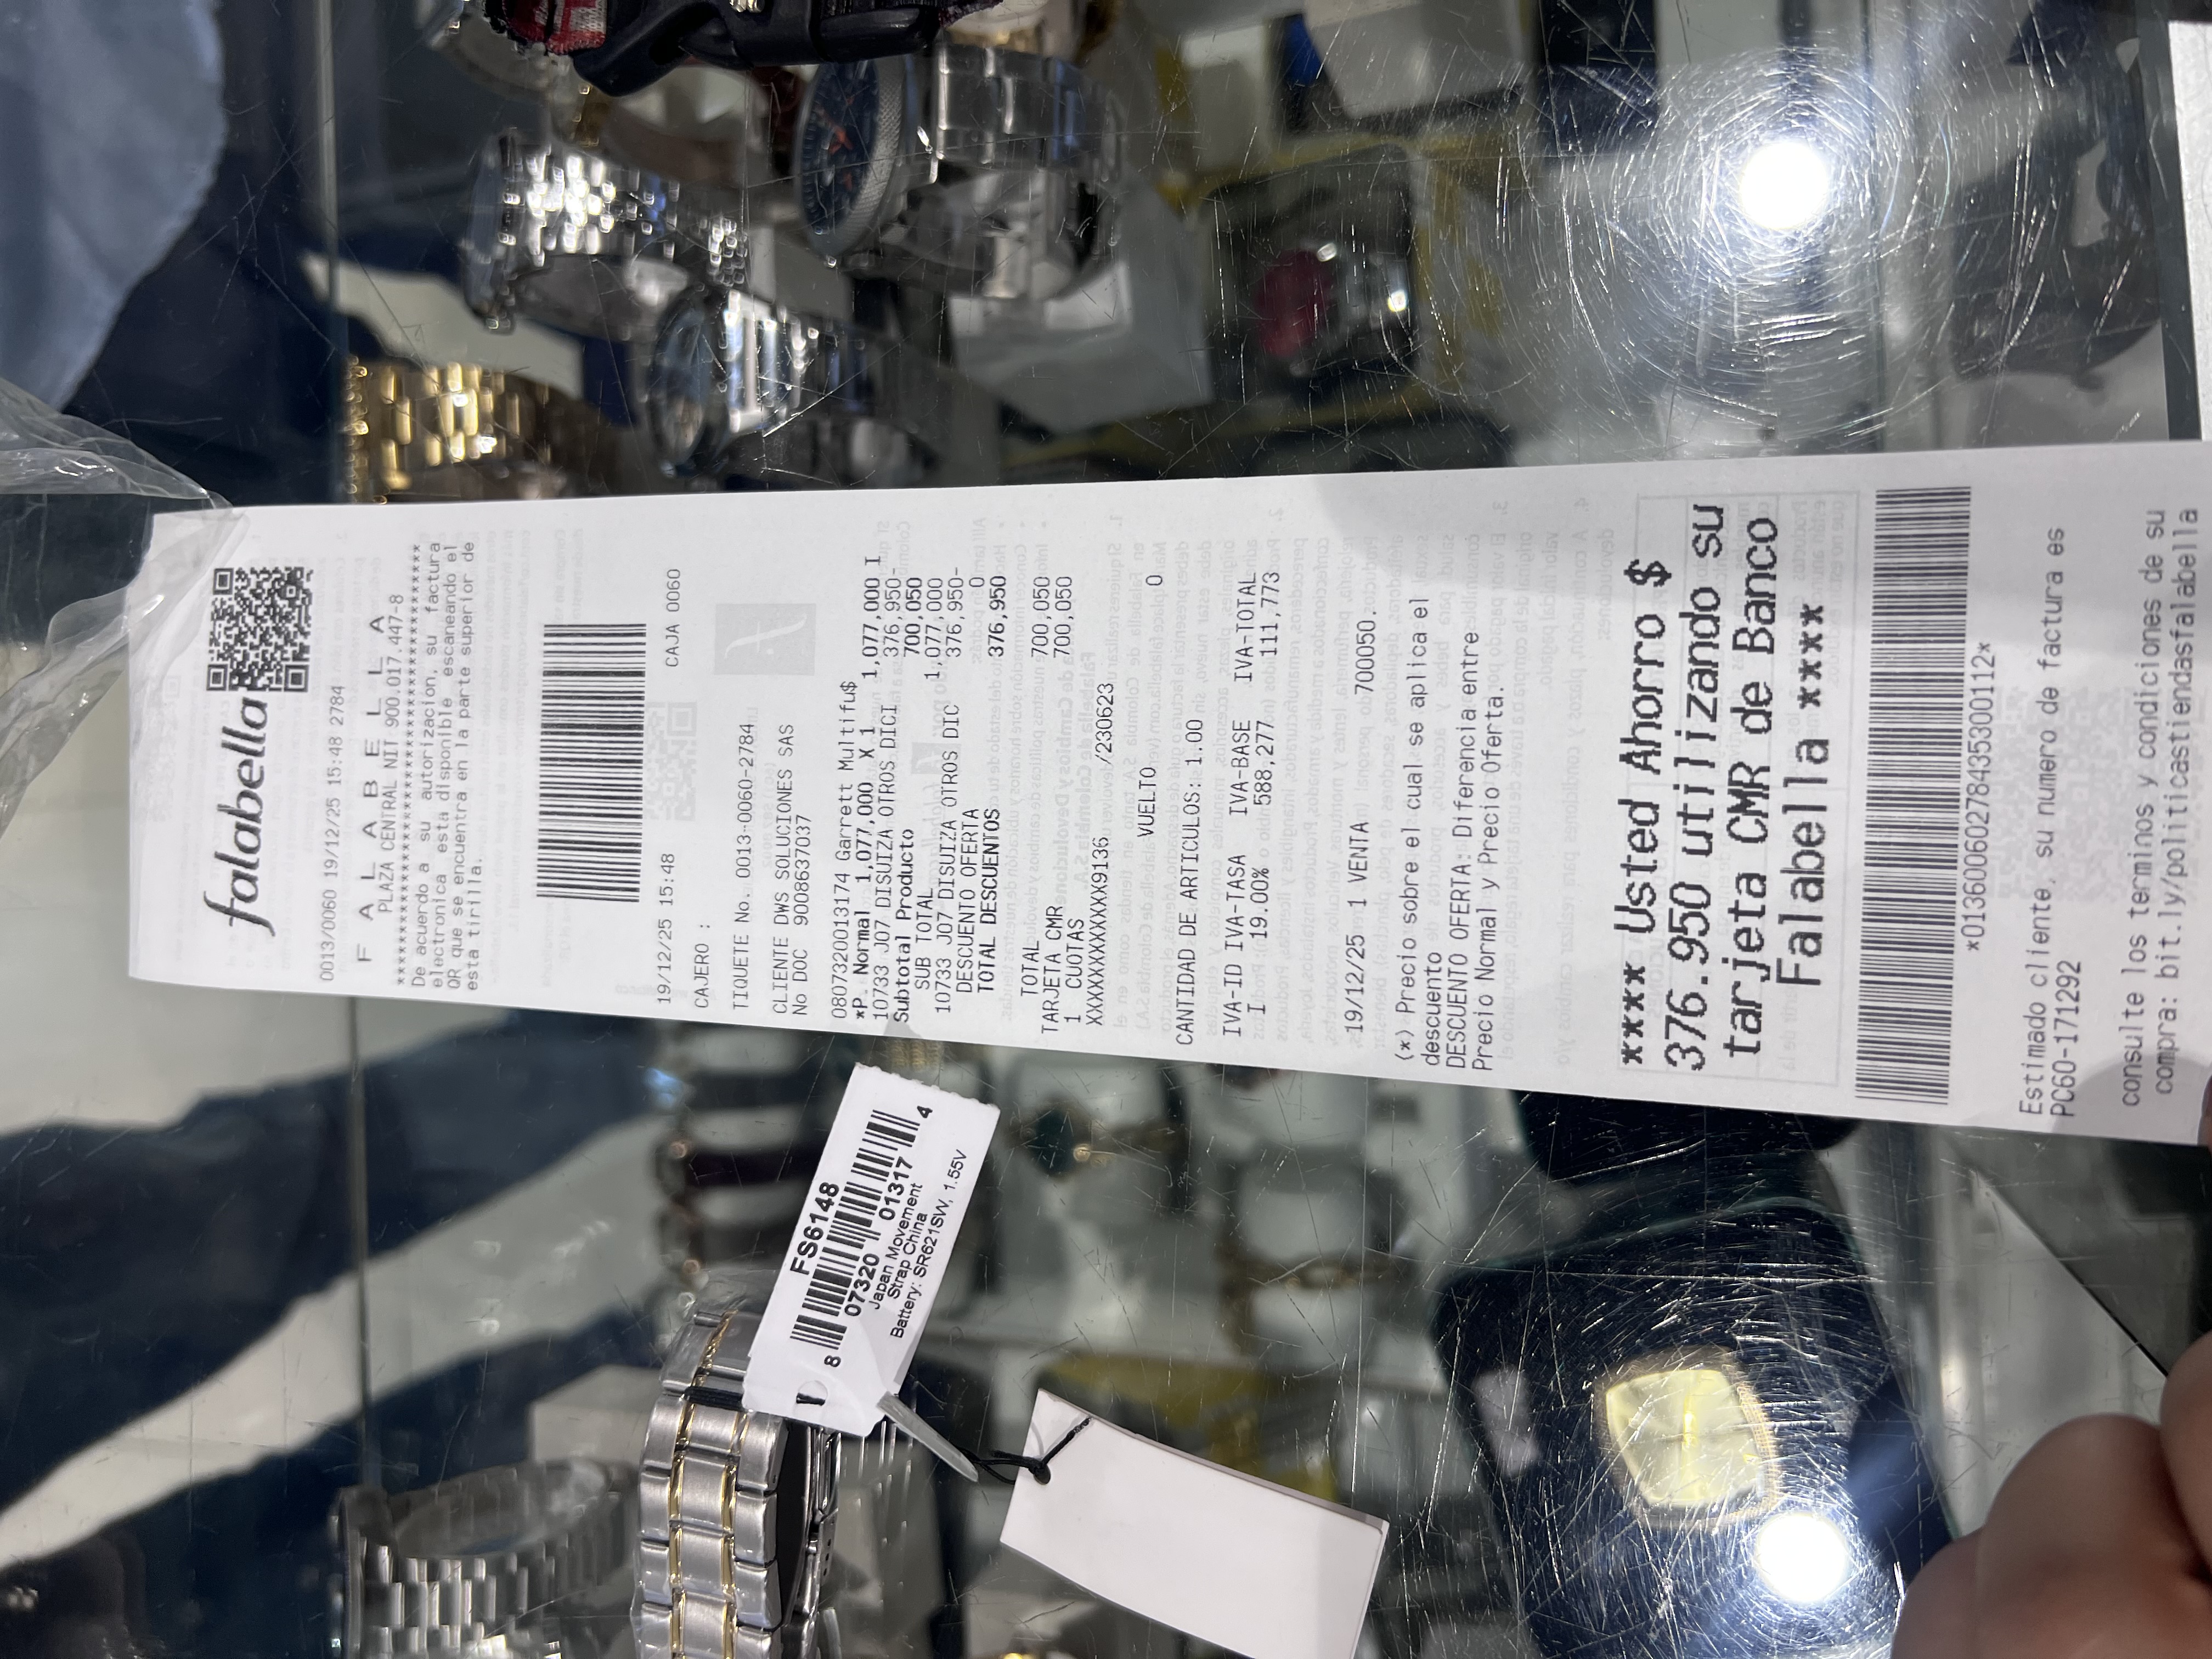 falabella
0013/0060 19/12/25 15:48 2784
F A L A B E L L A
PLAZA CENTRAL NIT 900.017.447-8
****************************************
De acuerdo a su autorizacion, su factura
electronica esta disponible escaneando el
QR que se encuentra en la parte superior de
esta tirilla.
19/12/25 15:48 CAJA 0060
CAJERO :
TIQUETE No. 0013-0060-2784
CLIENTE DWS SOLUCIONES SAS
No DOC 9008637037
0807320013174 Garrett Multifu$
*P. Normal 1,077,000 X 1 1,077,000 I
10733 J07 DISUIZA OTROS DICI 376,950-
Subtotal Producto 700,050
SUB TOTAL 1,077,000
10733 J07 DISUIZA OTROS DIC 376,950-
DESCUENTO OFERTA 0
TOTAL DESCUENTOS 376,950
TOTAL 700,050
TARJETA CMR 700,050
1 CUOTAS
XXXXXXXXXXXXXXX9136 /230623
VUELTO 0
CANTIDAD DE ARTICULOS: 1.00
IVA-ID IVA-TASA IVA-BASE IVA-TOTAL
I 19.00% 588,277 111,773
19/12/25 1 VENTA 700050.
(*) Precio sobre el cual se aplica el
descuento
DESCUENTO OFERTA: Diferencia entre
Precio Normal y Precio Oferta.
**** Usted Ahorro $
376.950 utilizando su
tarjeta CMR de Banco
Falabella ****
*01360060278435300112*
Estimado cliente, su numero de factura es
PC60-171292
consulte los terminos y condiciones de su
compra: bit.ly/politicastiendasfalabella
FS6148
8 07320 01317 4
Japan Movement
Strap China
Battery: SR621SW, 1.55V